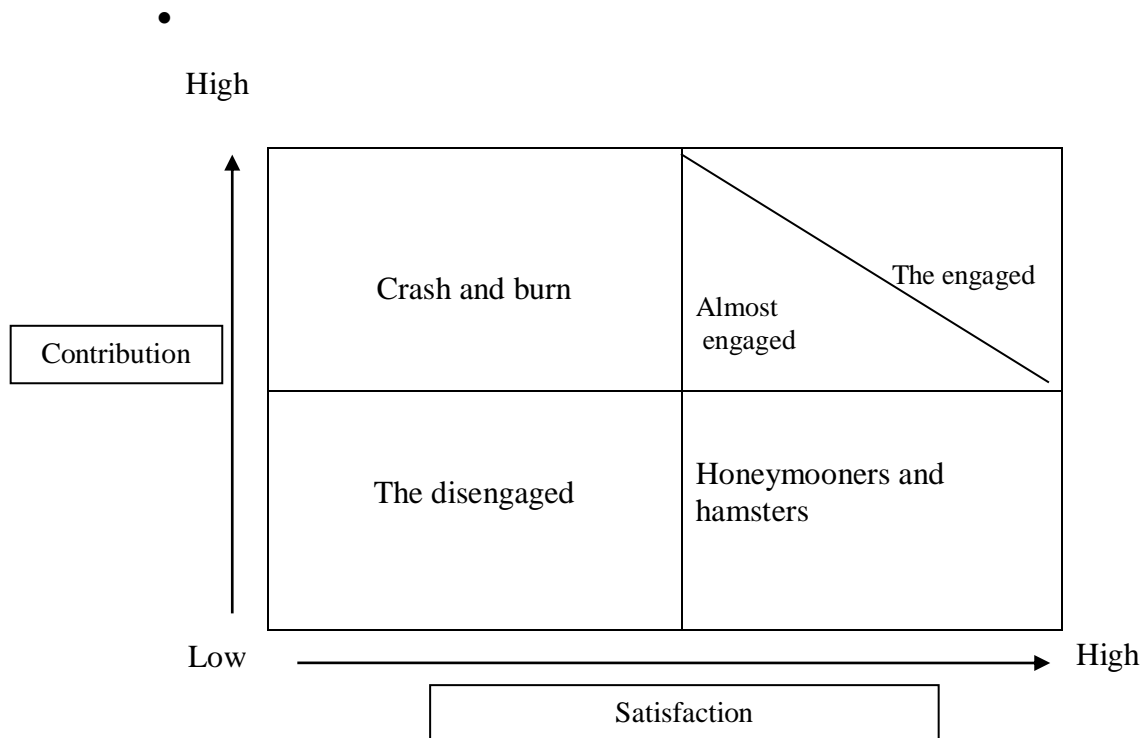 High
The engaged
Crash and burn
Almost
engaged
Contribution
The disengaged
Honeymooners and
hamsters
Low
High
Satisfaction